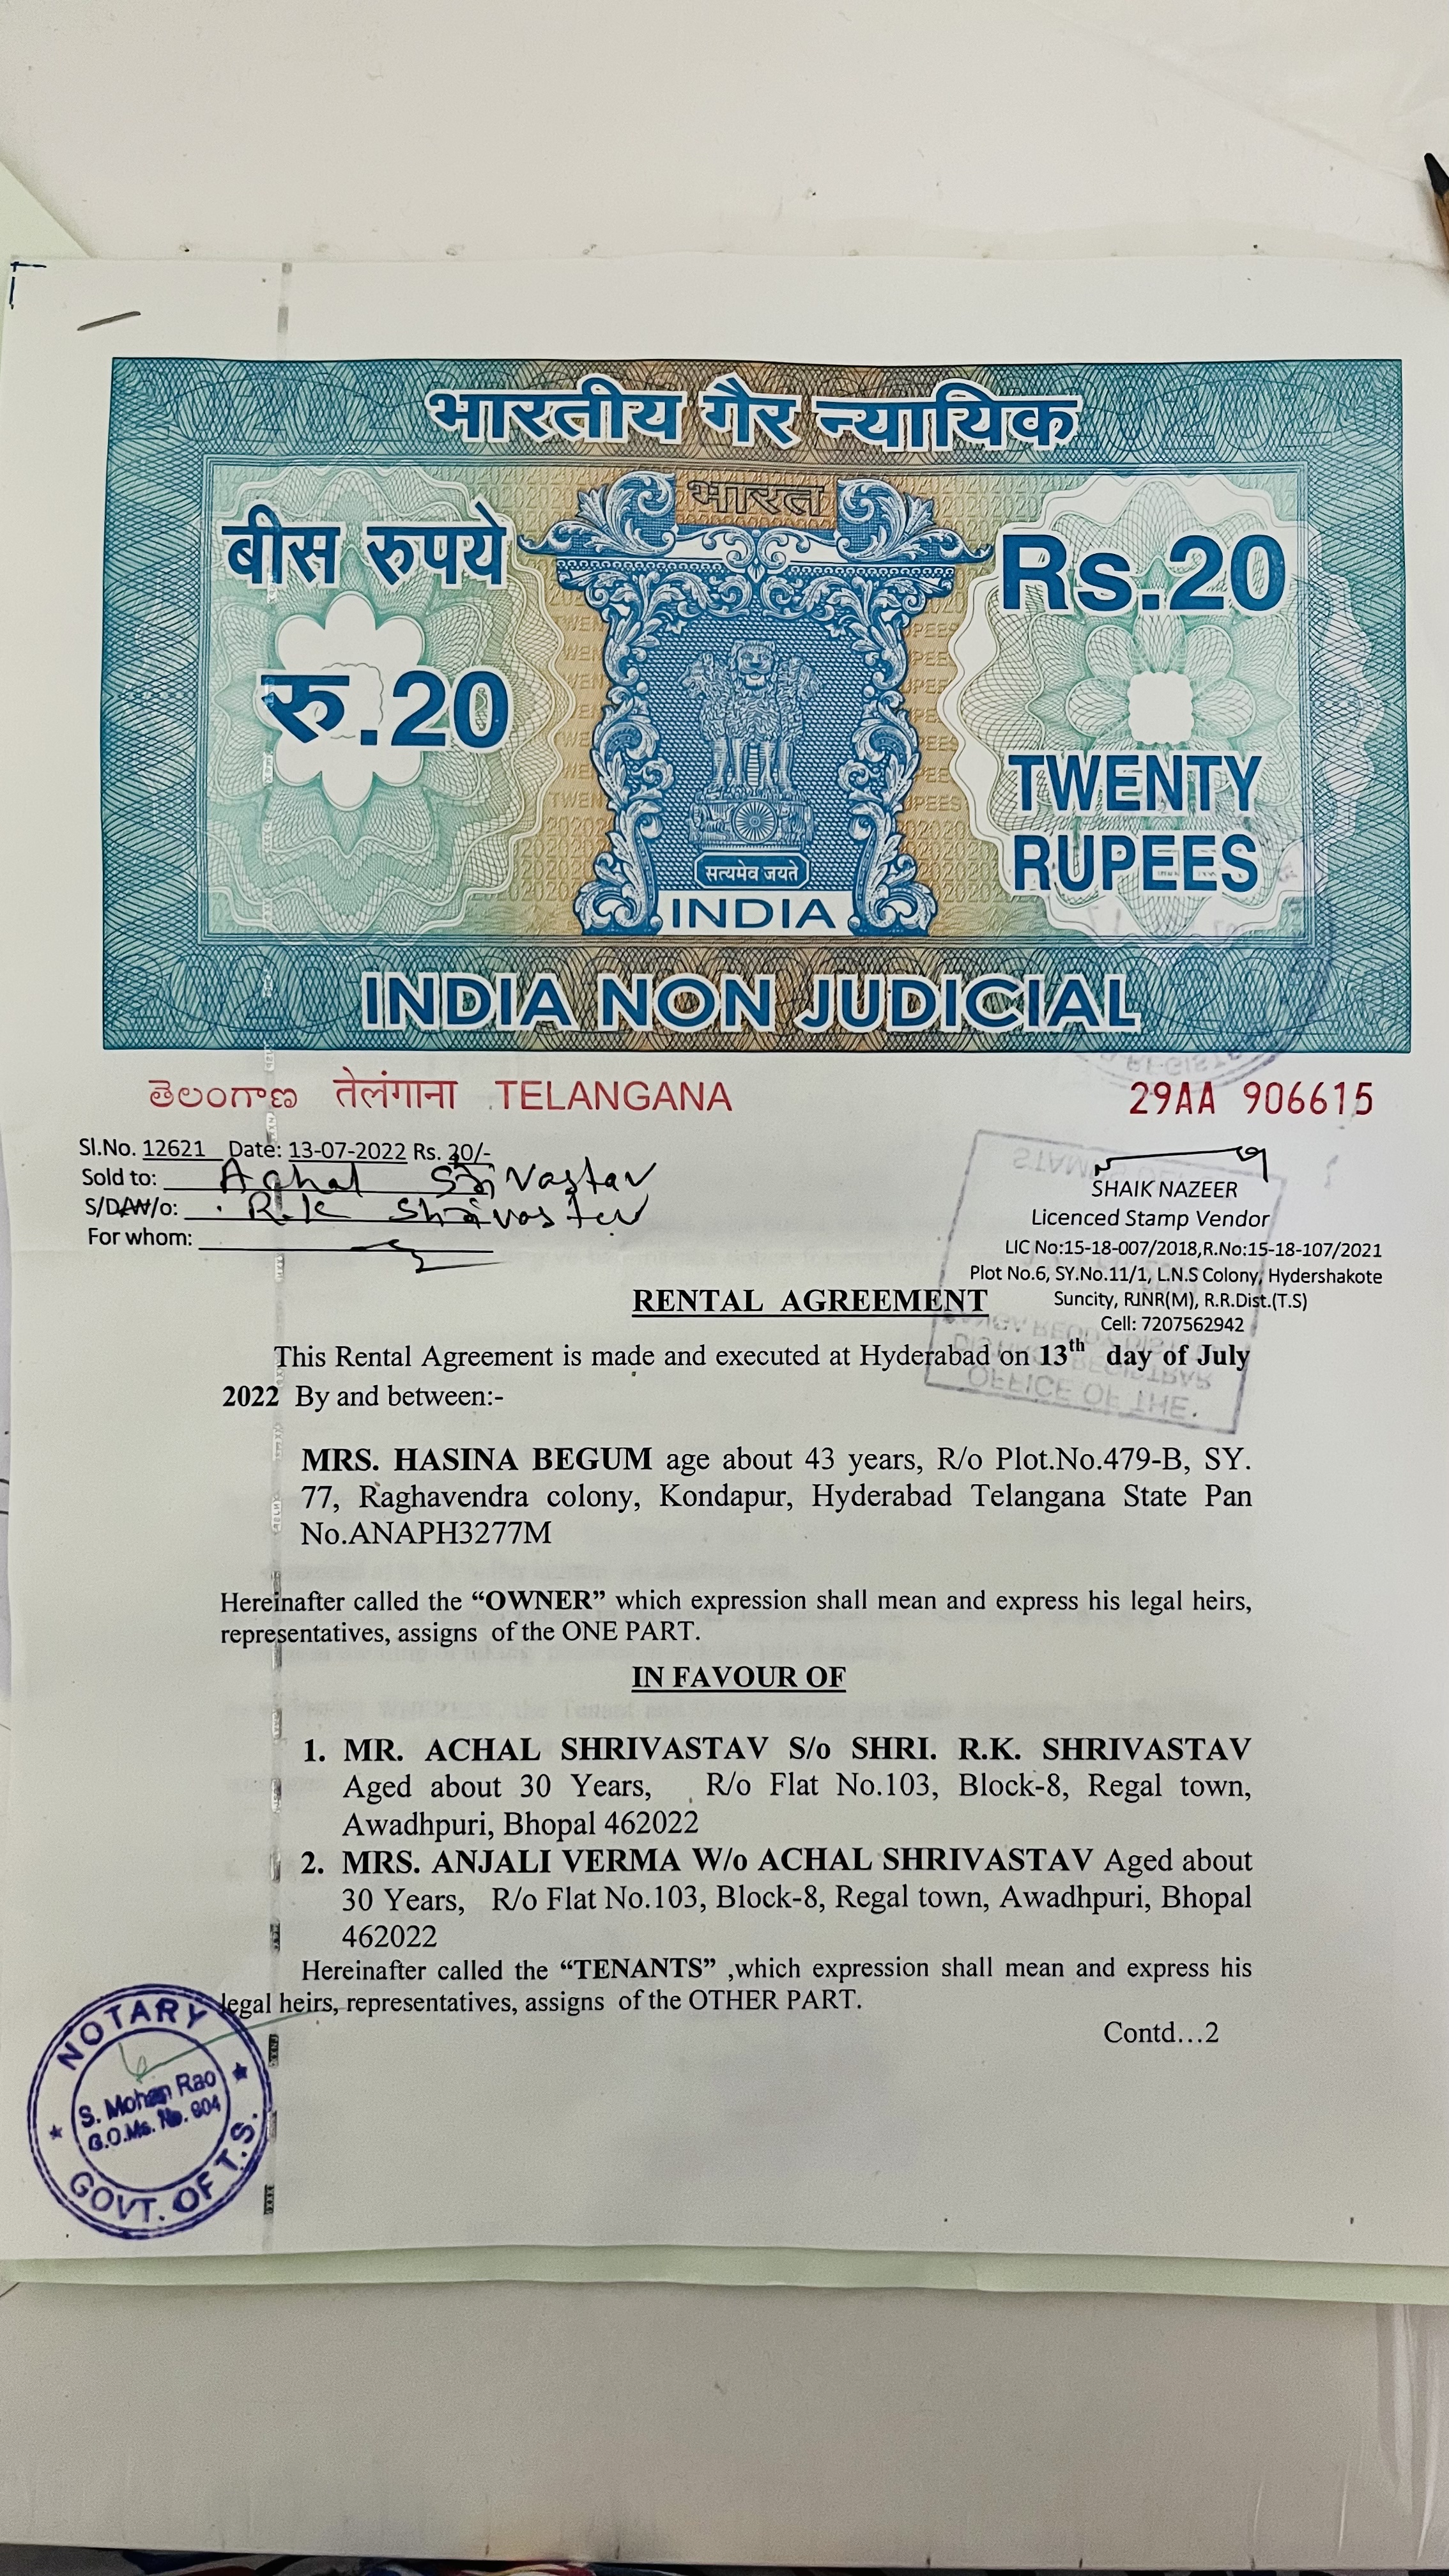 भारतीय गैर न्यायिक
भारत
बीस रुपये
Rs.20
रु.20
TWENTY
RUPEES
सत्यमेव जयते
INDIA
INDIA NON JUDICIAL
తెలంగాణ तेलंगाना TELANGANA
29AA 906615
Sl.No. 12621 Date: 13-07-2022 Rs. 20/-
Sold to: Achal Srivastav
S/D/W/o: R.k Shrivastav
For whom:
SHAIK NAZEER
Licenced Stamp Vendor
LIC No:15-18-007/2018,R.No:15-18-107/2021
Plot No.6, SY.No.11/1, L.N.S Colony, Hydershakote
Suncity, RJNR(M), R.R.Dist.(T.S)
Cell: 7207562942
OFFICE OF THE
RENTAL AGREEMENT
This Rental Agreement is made and executed at Hyderabad on 13th day of July
2022 By and between:-
MRS. HASINA BEGUM age about 43 years, R/o Plot.No.479-B, SY.
77, Raghavendra colony, Kondapur, Hyderabad Telangana State Pan
No.ANAPH3277M
Hereinafter called the “OWNER” which expression shall mean and express his legal heirs,
representatives, assigns of the ONE PART.
IN FAVOUR OF
1. MR. ACHAL SHRIVASTAV S/o SHRI. R.K. SHRIVASTAV
Aged about 30 Years, R/o Flat No.103, Block-8, Regal town,
Awadhpuri, Bhopal 462022
2. MRS. ANJALI VERMA W/o ACHAL SHRIVASTAV Aged about
30 Years, R/o Flat No.103, Block-8, Regal town, Awadhpuri, Bhopal
462022
Hereinafter called the “TENANTS” ,which expression shall mean and express his
legal heirs, representatives, assigns of the OTHER PART.
Contd...2
NOTARY
S. Mohan Rao
G.O.Ms. No. 904
GOVT. OF T.S.